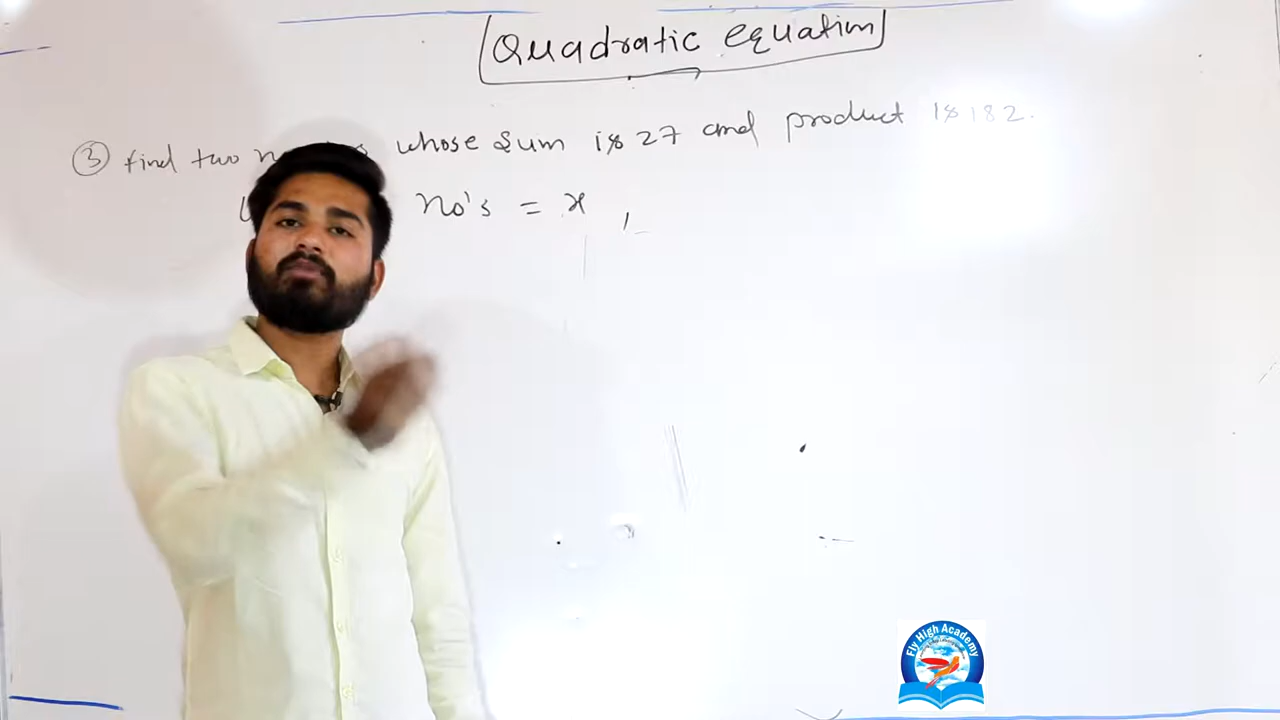 Quadratic equation
③ find two whose sum is 27 and product is 182.
no's = x ,
Fly High Academy